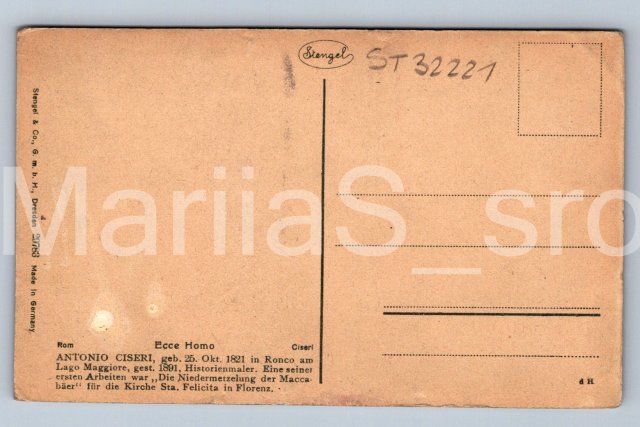 Stengel
ST 32221
Stengel & Co., G. m. b. H., Dresden Made in Germany.
Rom Ecce Homo Ciseri
ANTONIO CISERI, geb. 25. Okt. 1821 in Ronco am
Lago Maggiore, gest. 1891, Historienmaler. Eine seiner
ersten Arbeiten war „Die Niedermetzelung der Macca-
bäer" für die Kirche Sta. Felicita in Florenz.
d H.
MariiaS_sro